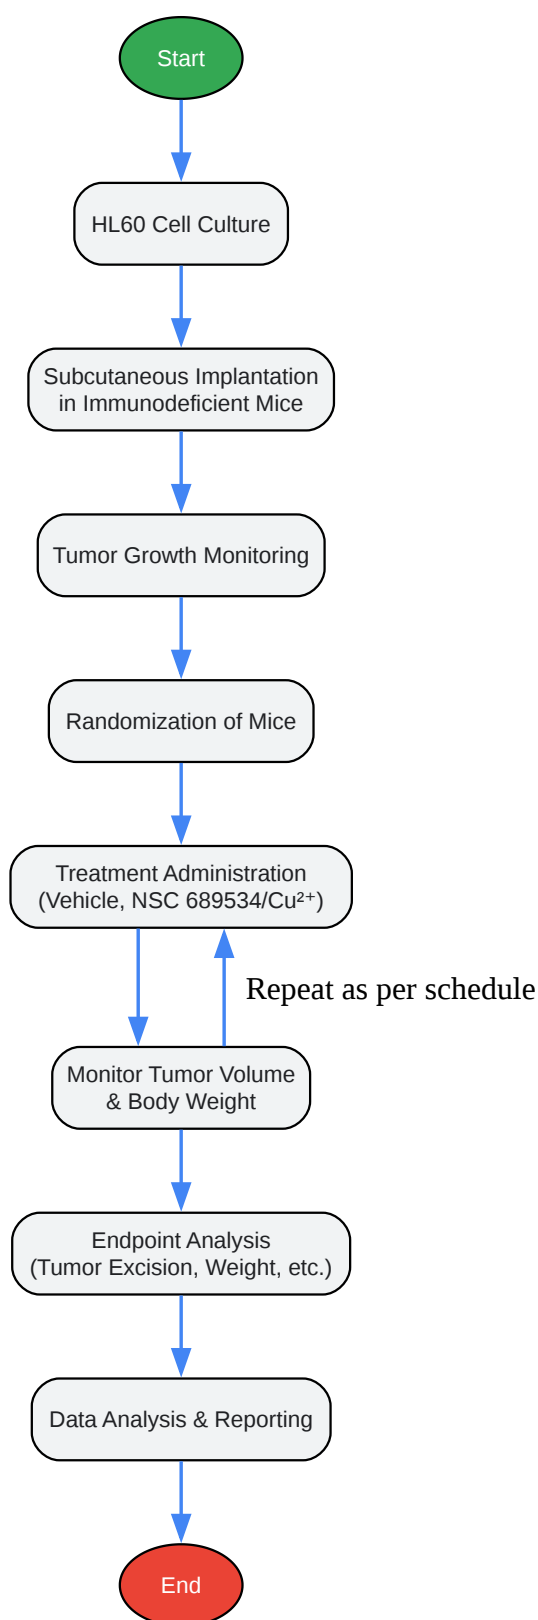 Start
HL60 Cell Culture
Subcutaneous Implantation
in Immunodeficient Mice
Tumor Growth Monitoring
Randomization of Mice
Treatment Administration
(Vehicle, NSC 689534/Cu²⁺)
Repeat as per schedule
Monitor Tumor Volume
& Body Weight
Endpoint Analysis
(Tumor Excision, Weight, etc.)
Data Analysis & Reporting
End